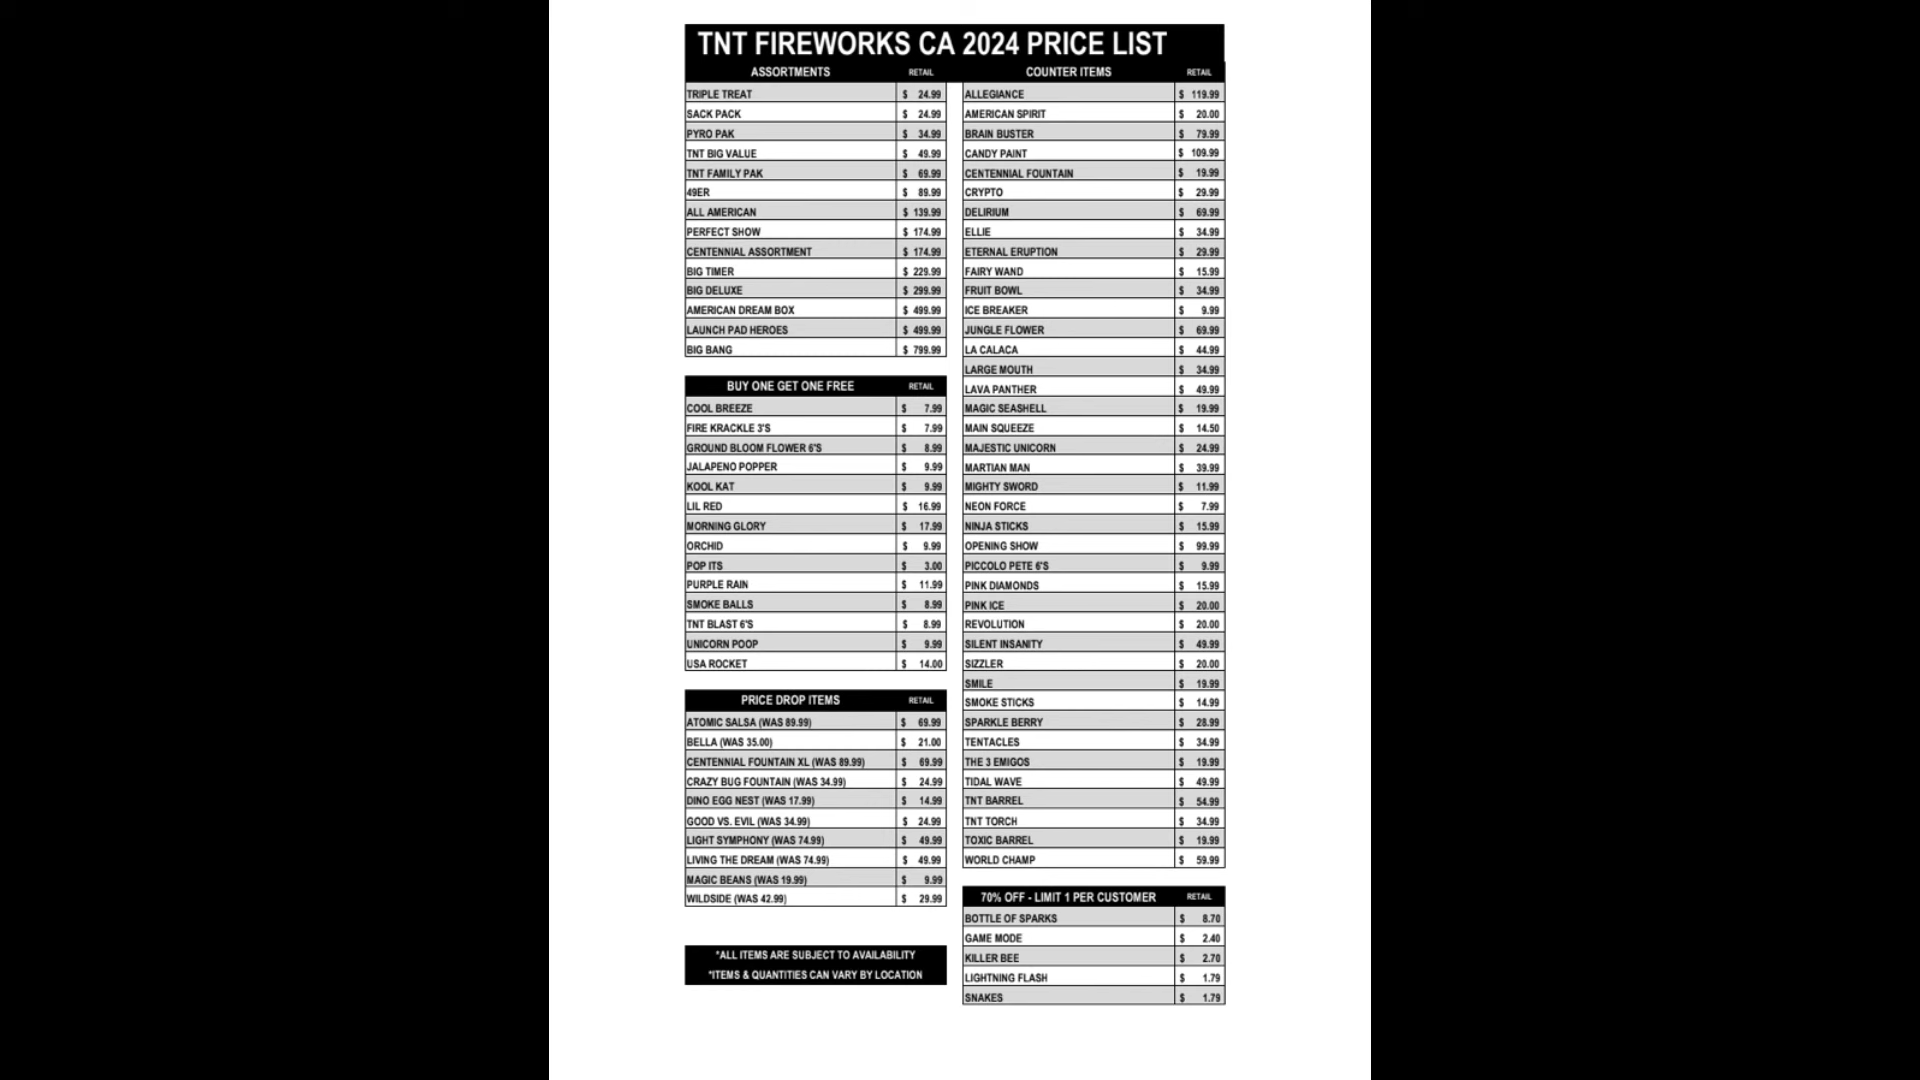 TNT FIREWORKS CA 2024 PRICE LIST
ASSORTMENTS RETAIL
TRIPLE TREAT $ 24.99
SACK PACK $ 24.99
PYRO PAK $ 34.99
TNT BIG VALUE $ 49.99
TNT FAMILY PAK $ 69.99
49ER $ 89.99
ALL AMERICAN $ 139.99
PERFECT SHOW $ 174.99
CENTENNIAL ASSORTMENT $ 174.99
BIG TIMER $ 229.99
BIG DELUXE $ 299.99
AMERICAN DREAM BOX $ 499.99
LAUNCH PAD HEROES $ 499.99
BIG BANG $ 799.99
BUY ONE GET ONE FREE RETAIL
COOL BREEZE $ 7.99
FIRE KRACKLE 3'S $ 7.99
GROUND BLOOM FLOWER 6'S $ 8.99
JALAPENO POPPER $ 9.99
KOOL KAT $ 9.99
LIL RED $ 16.99
MORNING GLORY $ 17.99
ORCHID $ 9.99
POP ITS $ 3.00
PURPLE RAIN $ 11.99
SMOKE BALLS $ 8.99
TNT BLAST 6'S $ 8.99
UNICORN POOP $ 9.99
USA ROCKET $ 14.00
PRICE DROP ITEMS RETAIL
ATOMIC SALSA (WAS 89.99) $ 69.99
BELLA (WAS 35.00) $ 21.00
CENTENNIAL FOUNTAIN XL (WAS 89.99) $ 69.99
CRAZY BUG FOUNTAIN (WAS 34.99) $ 24.99
DINO EGG NEST (WAS 17.99) $ 14.99
GOOD VS. EVIL (WAS 34.99) $ 24.99
LIGHT SYMPHONY (WAS 74.99) $ 49.99
LIVING THE DREAM (WAS 74.99) $ 49.99
MAGIC BEANS (WAS 19.99) $ 9.99
WILDSIDE (WAS 42.99) $ 29.99
*ALL ITEMS ARE SUBJECT TO AVAILABILITY
*ITEMS & QUANTITIES CAN VARY BY LOCATION
COUNTER ITEMS RETAIL
ALLEGIANCE $ 119.99
AMERICAN SPIRIT $ 20.00
BRAIN BUSTER $ 79.99
CANDY PAINT $ 109.99
CENTENNIAL FOUNTAIN $ 19.99
CRYPTO $ 29.99
DELIRIUM $ 69.99
ELLIE $ 34.99
ETERNAL ERUPTION $ 29.99
FAIRY WAND $ 15.99
FRUIT BOWL $ 34.99
ICE BREAKER $ 9.99
JUNGLE FLOWER $ 69.99
LA CALACA $ 44.99
LARGE MOUTH $ 34.99
LAVA PANTHER $ 49.99
MAGIC SEASHELL $ 19.99
MAIN SQUEEZE $ 14.50
MAJESTIC UNICORN $ 24.99
MARTIAN MAN $ 39.99
MIGHTY SWORD $ 11.99
NEON FORCE $ 7.99
NINJA STICKS $ 15.99
OPENING SHOW $ 99.99
PICCOLO PETE 6'S $ 9.99
PINK DIAMONDS $ 15.99
PINK ICE $ 20.00
REVOLUTION $ 20.00
SILENT INSANITY $ 49.99
SIZZLER $ 20.00
SMILE $ 19.99
SMOKE STICKS $ 14.99
SPARKLE BERRY $ 28.99
TENTACLES $ 34.99
THE 3 EMIGOS $ 19.99
TIDAL WAVE $ 49.99
TNT BARREL $ 54.99
TNT TORCH $ 34.99
TOXIC BARREL $ 19.99
WORLD CHAMP $ 59.99
70% OFF - LIMIT 1 PER CUSTOMER RETAIL
BOTTLE OF SPARKS $ 8.70
GAME MODE $ 2.40
KILLER BEE $ 2.70
LIGHTNING FLASH $ 1.79
SNAKES $ 1.79